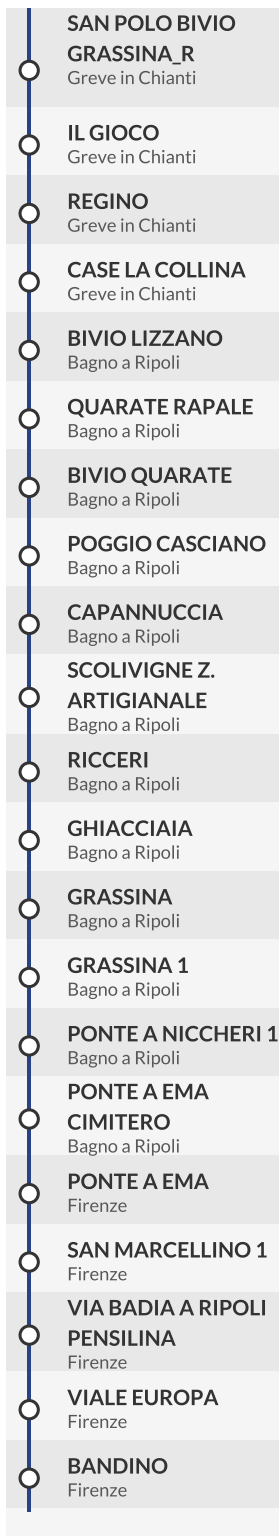 SAN POLO BIVIO
GRASSINA_R
Greve in Chianti
IL GIOCO
Greve in Chianti
REGINO
Greve in Chianti
CASE LA COLLINA
Greve in Chianti
BIVIO LIZZANO
Bagno a Ripoli
QUARATE RAPALE
Bagno a Ripoli
BIVIO QUARATE
Bagno a Ripoli
POGGIO CASCIANO
Bagno a Ripoli
CAPANNUCCIA
Bagno a Ripoli
SCOLIVIGNE Z.
ARTIGIANALE
Bagno a Ripoli
RICCERI
Bagno a Ripoli
GHIACCIAIA
Bagno a Ripoli
GRASSINA
Bagno a Ripoli
GRASSINA 1
Bagno a Ripoli
PONTE A NICCHERI 1
Bagno a Ripoli
PONTE A EMA
CIMITERO
Bagno a Ripoli
PONTE A EMA
Firenze
SAN MARCELLINO 1
Firenze
VIA BADIA A RIPOLI
PENSILINA
Firenze
VIALE EUROPA
Firenze
BANDINO
Firenze